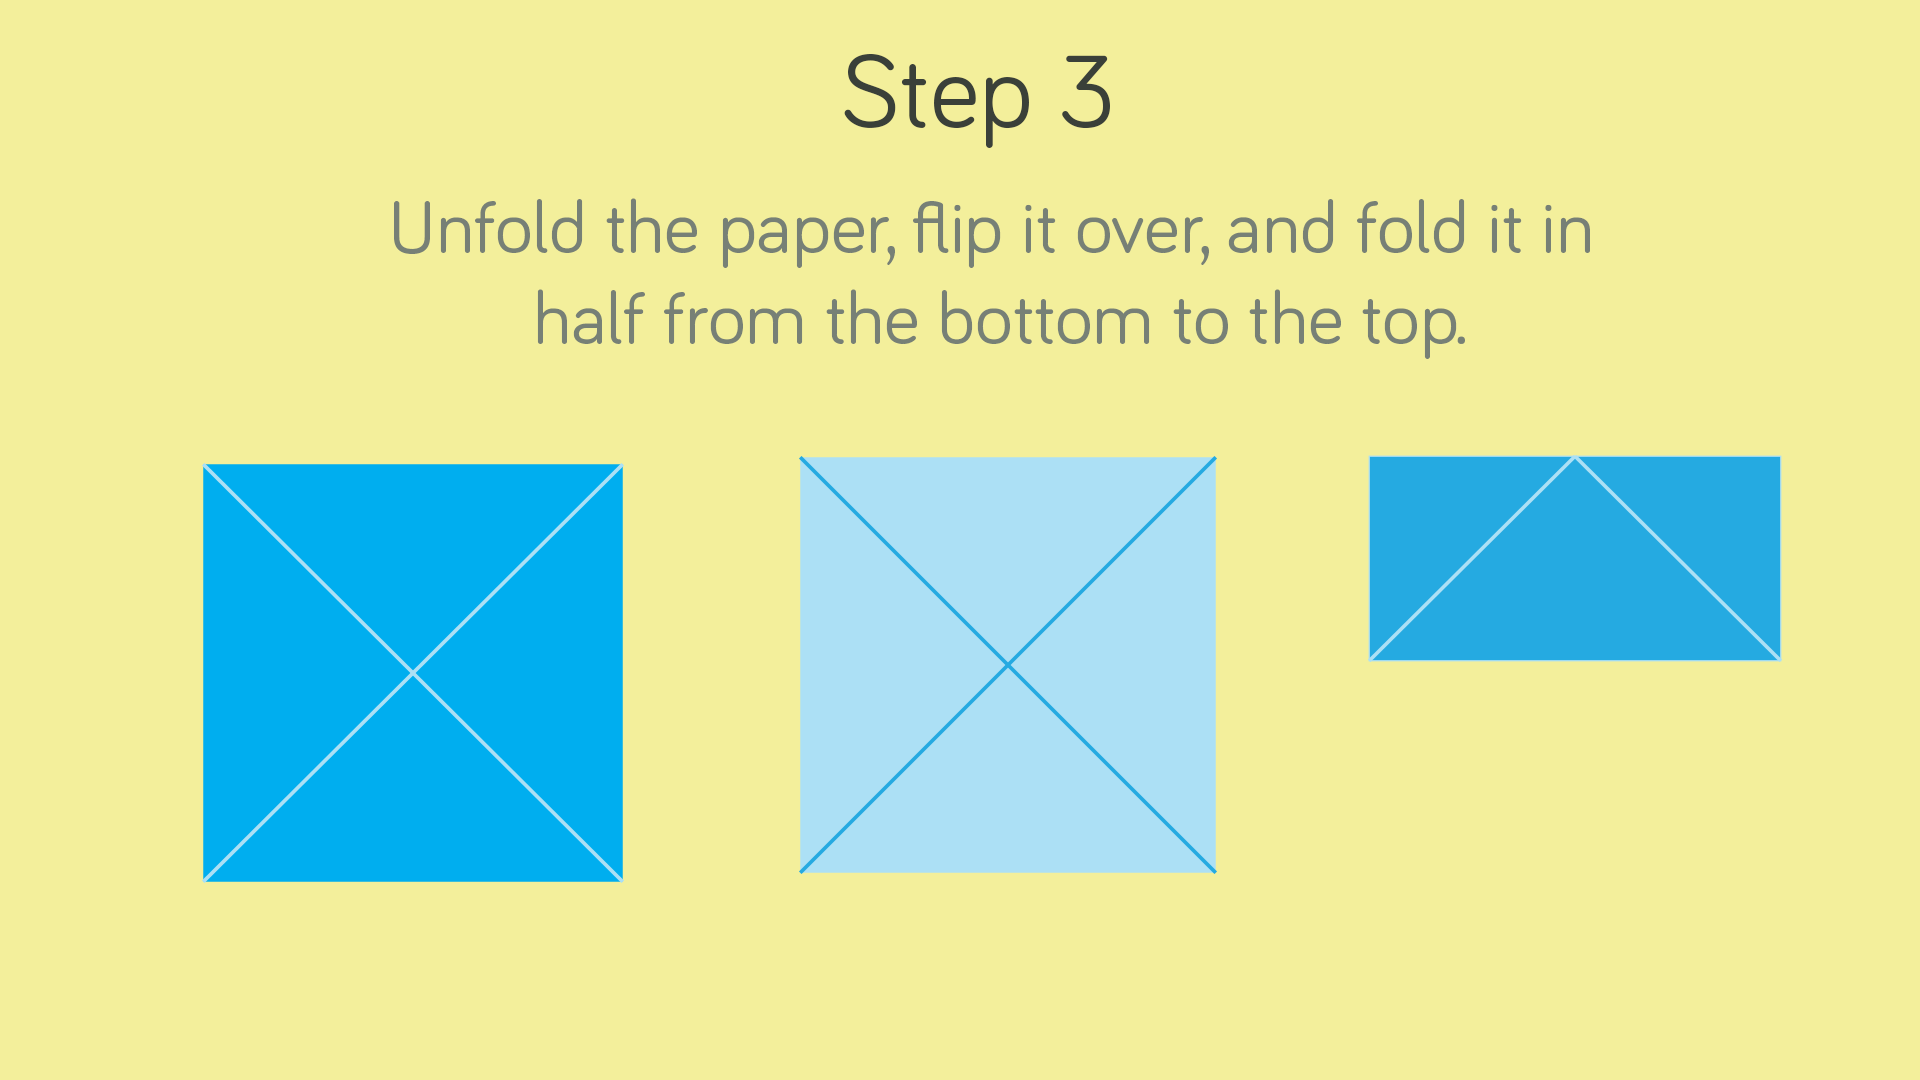 Step 3
Unfold the paper, flip it over, and fold it in
half from the bottom to the top.